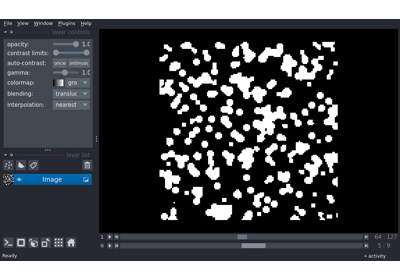 File View Window Plugins Help
layer controls
opacity: 1.0
contrast limits:
auto-contrast: once continuous
gamma: 1.0
colormap: gra
blending: transluc
interpolation: nearest
layer list
Image
1 64 127
0 5 9
Ready activity